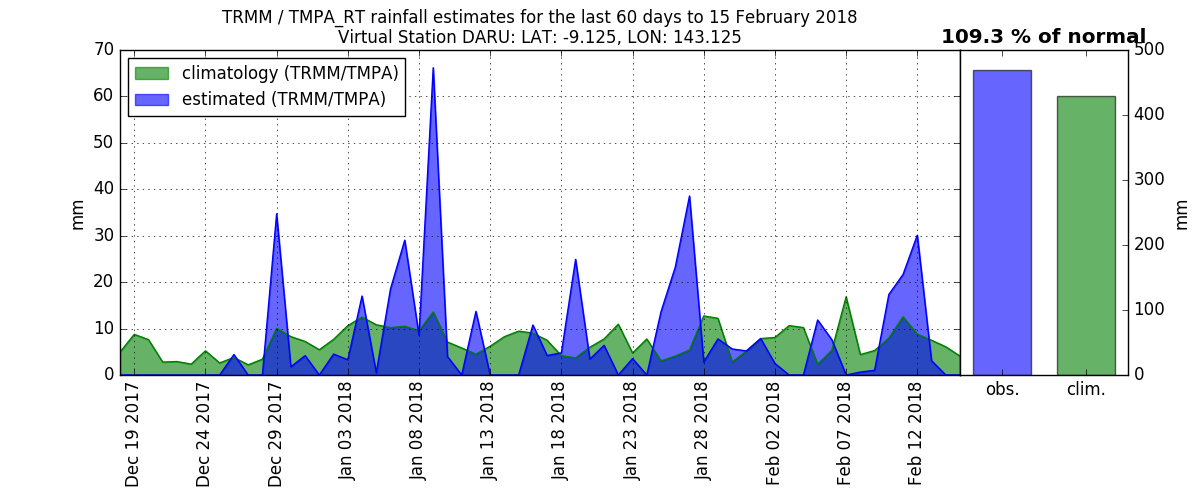 TRMM / TMPA_RT rainfall estimates for the last 60 days to 15 February 2018
Virtual Station DARU: LAT: -9.125, LON: 143.125
109.3 % of normal
climatology (TRMM/TMPA)
estimated (TRMM/TMPA)
70
60
50
40
30
20
10
0
mm
Dec 19 2017
Dec 24 2017
Dec 29 2017
Jan 03 2018
Jan 08 2018
Jan 13 2018
Jan 18 2018
Jan 23 2018
Jan 28 2018
Feb 02 2018
Feb 07 2018
Feb 12 2018
obs.
clim.
500
400
300
200
100
0
mm